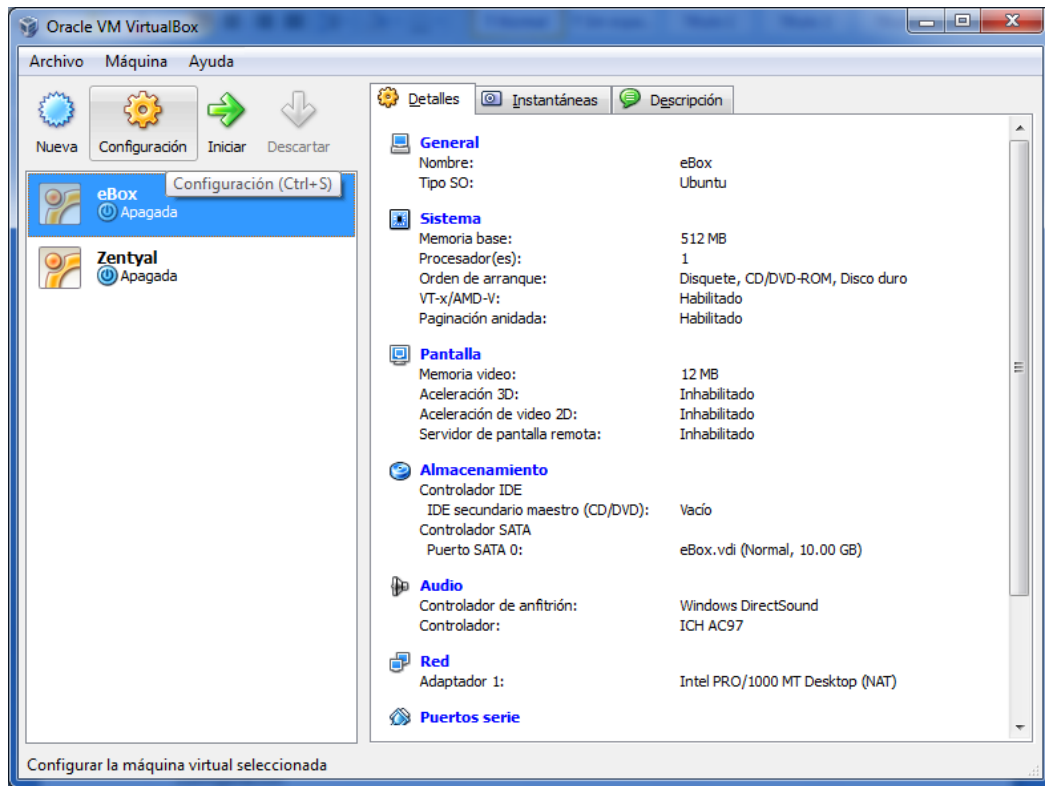 Oracle VM VirtualBox
Archivo Máquina Ayuda
Nueva Configuración Iniciar Descartar
Configuración (Ctrl+S)
eBox
Apagada
Zentyal
Apagada
Detalles Instantáneas Descripción
General
Nombre: eBox
Tipo SO: Ubuntu
Sistema
Memoria base: 512 MB
Procesador(es): 1
Orden de arranque: Disquete, CD/DVD-ROM, Disco duro
VT-x/AMD-V: Habilitado
Paginación anidada: Habilitado
Pantalla
Memoria video: 12 MB
Aceleración 3D: Inhabilitado
Aceleración de video 2D: Inhabilitado
Servidor de pantalla remota: Inhabilitado
Almacenamiento
Controlador IDE
IDE secundario maestro (CD/DVD): Vacío
Controlador SATA
Puerto SATA 0: eBox.vdi (Normal, 10.00 GB)
Audio
Controlador de anfitrión: Windows DirectSound
Controlador: ICH AC97
Red
Adaptador 1: Intel PRO/1000 MT Desktop (NAT)
Puertos serie
Configurar la máquina virtual seleccionada